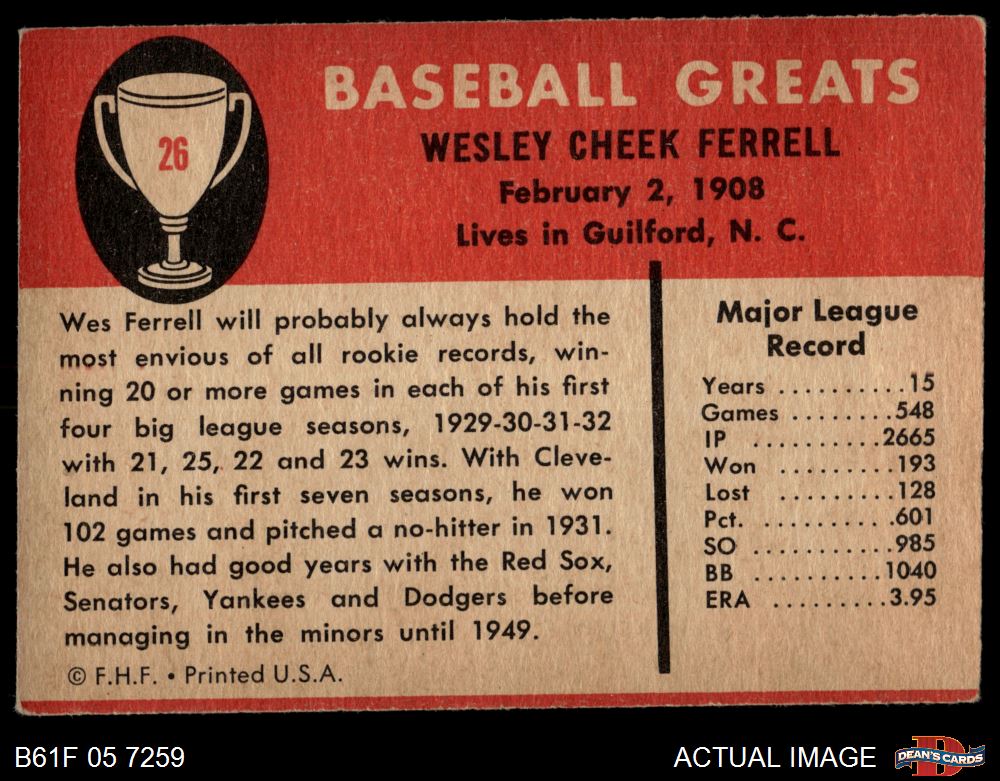 26
BASEBALL GREATS
WESLEY CHEEK FERRELL
February 2, 1908
Lives in Guilford, N. C.
Wes Ferrell will probably always hold the
most envious of all rookie records, win-
ning 20 or more games in each of his first
four big league seasons, 1929-30-31-32
with 21, 25, 22 and 23 wins. With Cleve-
land in his first seven seasons, he won
102 games and pitched a no-hitter in 1931.
He also had good years with the Red Sox,
Senators, Yankees and Dodgers before
managing in the minors until 1949.
© F.H.F. • Printed U.S.A.
Major League
Record
Years ..........15
Games ........548
IP ..........2665
Won .........193
Lost .........128
Pct. ..........601
SO ...........985
BB ..........1040
ERA .........3.95
B61F 05 7259
ACTUAL IMAGE
D
DEAN'S CARDS